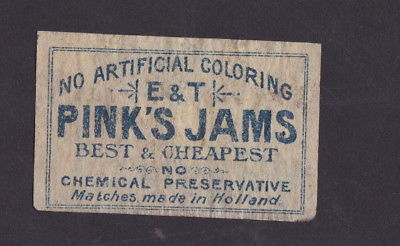 NO ARTIFICIAL COLORING
E & T
PINK'S JAMS
BEST & CHEAPEST
NO
CHEMICAL PRESERVATIVE
Matches made in Holland.